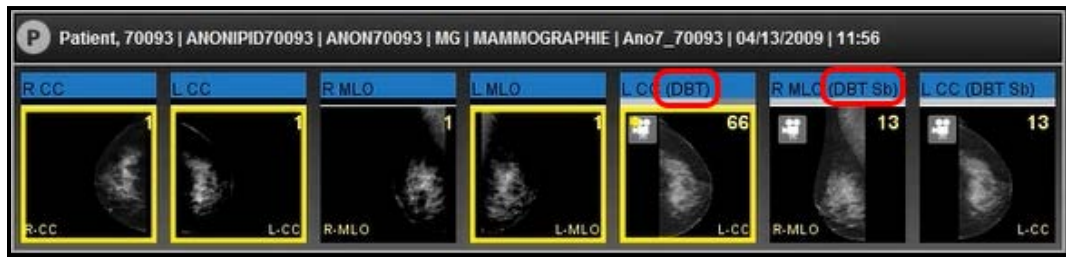 P Patient, 70093 | ANONIPID70093 | ANON70093 | MG | MAMMOGRAPHIE | Ano7_70093 | 04/13/2009 | 11:56
R CC L CC R MLO L MLO L CC (DBT) R MLO (DBT Sb) L CC (DBT Sb)
1 1 1 1 66 13 13
R-CC L-CC R-MLO L-MLO L-CC R-MLO L-CC